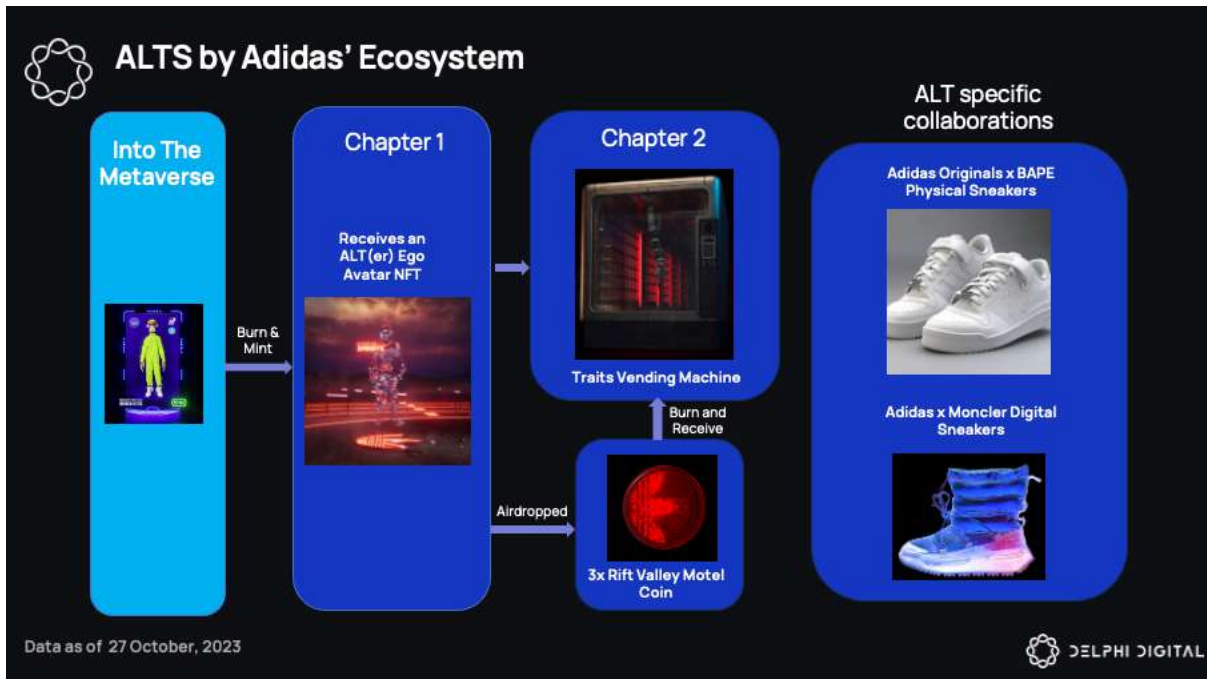 ALTS by Adidas' Ecosystem
Into The
Metaverse
Burn &
Mint
Chapter 1
Receives an
ALT(er) Ego
Avatar NFT
Airdropped
Chapter 2
Traits Vending Machine
Burn and
Receive
3x Rift Valley Motel
Coin
ALT specific
collaborations
Adidas Originals x BAPE
Physical Sneakers
Adidas x Moncler Digital
Sneakers
Data as of 27 October, 2023
DELPHI DIGITAL